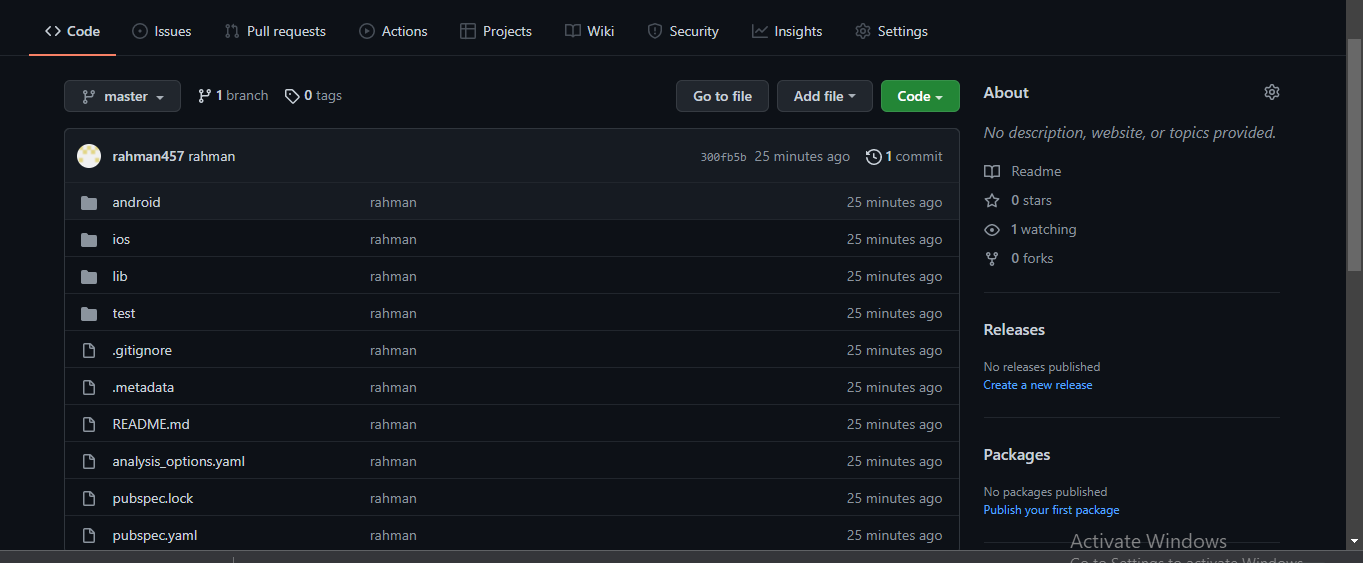 Code Issues Pull requests Actions Projects Wiki Security Insights Settings
master 1 branch 0 tags Go to file Add file Code
rahman457 rahman 300fb5b 25 minutes ago 1 commit
android rahman 25 minutes ago
ios rahman 25 minutes ago
lib rahman 25 minutes ago
test rahman 25 minutes ago
.gitignore rahman 25 minutes ago
.metadata rahman 25 minutes ago
README.md rahman 25 minutes ago
analysis_options.yaml rahman 25 minutes ago
pubspec.lock rahman 25 minutes ago
pubspec.yaml rahman 25 minutes ago
About
No description, website, or topics provided.
Readme
0 stars
1 watching
0 forks
Releases
No releases published
Create a new release
Packages
No packages published
Publish your first package
Activate Windows
Go to Settings to activate Windows.